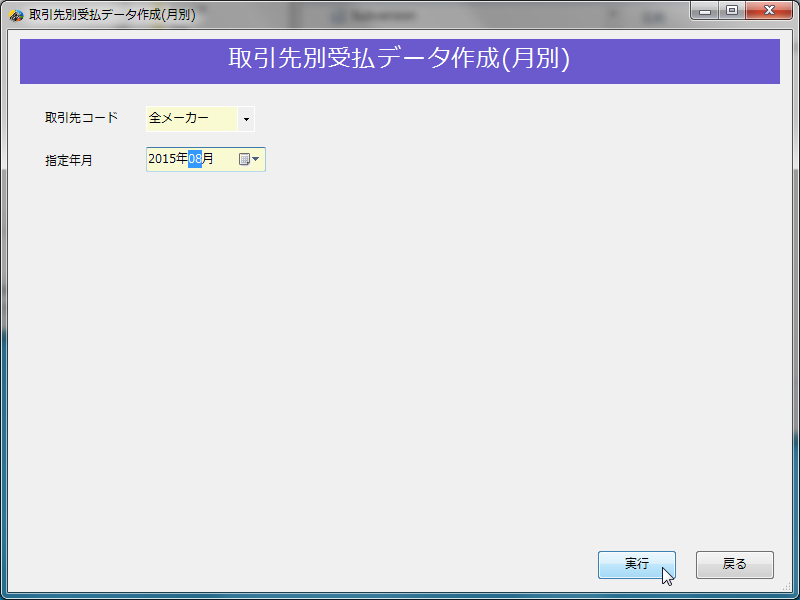 取引先別受払データ作成(月別)
取引先別受払データ作成(月別)
取引先コード 全メーカー
指定年月 2015年08月
実行 戻る